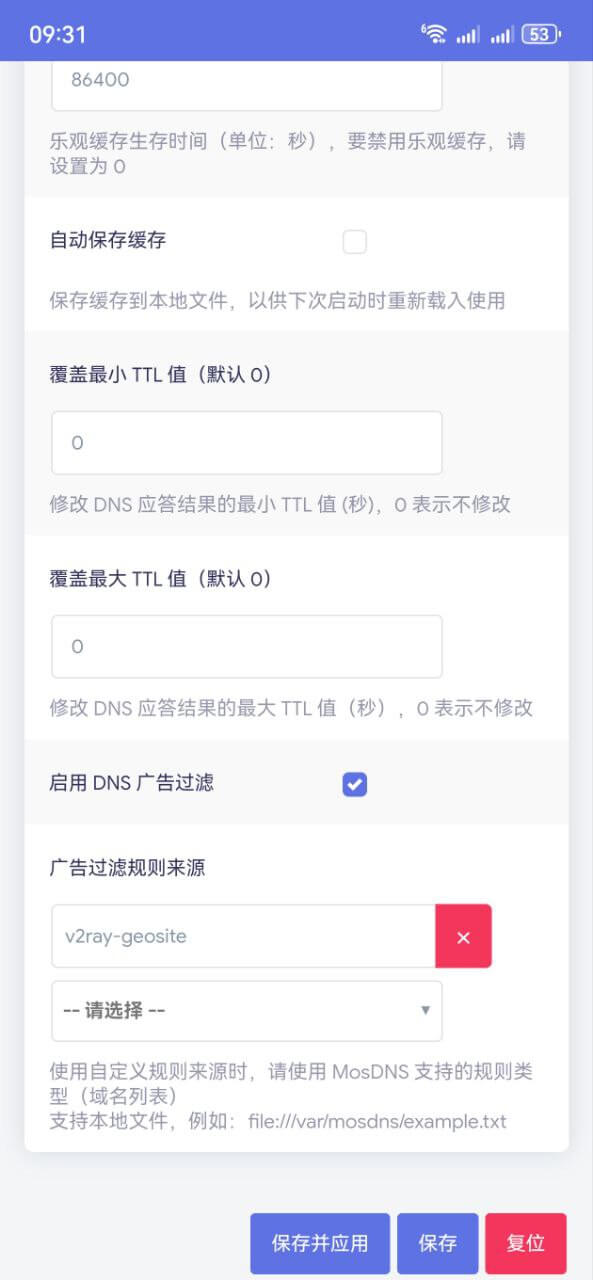 09:31
6
53
86400
乐观缓存生存时间（单位：秒），要禁用乐观缓存，请
设置为 0
自动保存缓存
保存缓存到本地文件，以供下次启动时重新载入使用
覆盖最小 TTL 值（默认 0）
0
修改 DNS 应答结果的最小 TTL 值 (秒)，0 表示不修改
覆盖最大 TTL 值（默认 0）
0
修改 DNS 应答结果的最大 TTL 值（秒）, 0 表示不修改
启用 DNS 广告过滤
广告过滤规则来源
v2ray-geosite
×
-- 请选择 --
使用自定义规则来源时，请使用 MosDNS 支持的规则类
型（域名列表）
支持本地文件，例如：file:///var/mosdns/example.txt
保存并应用
保存
复位